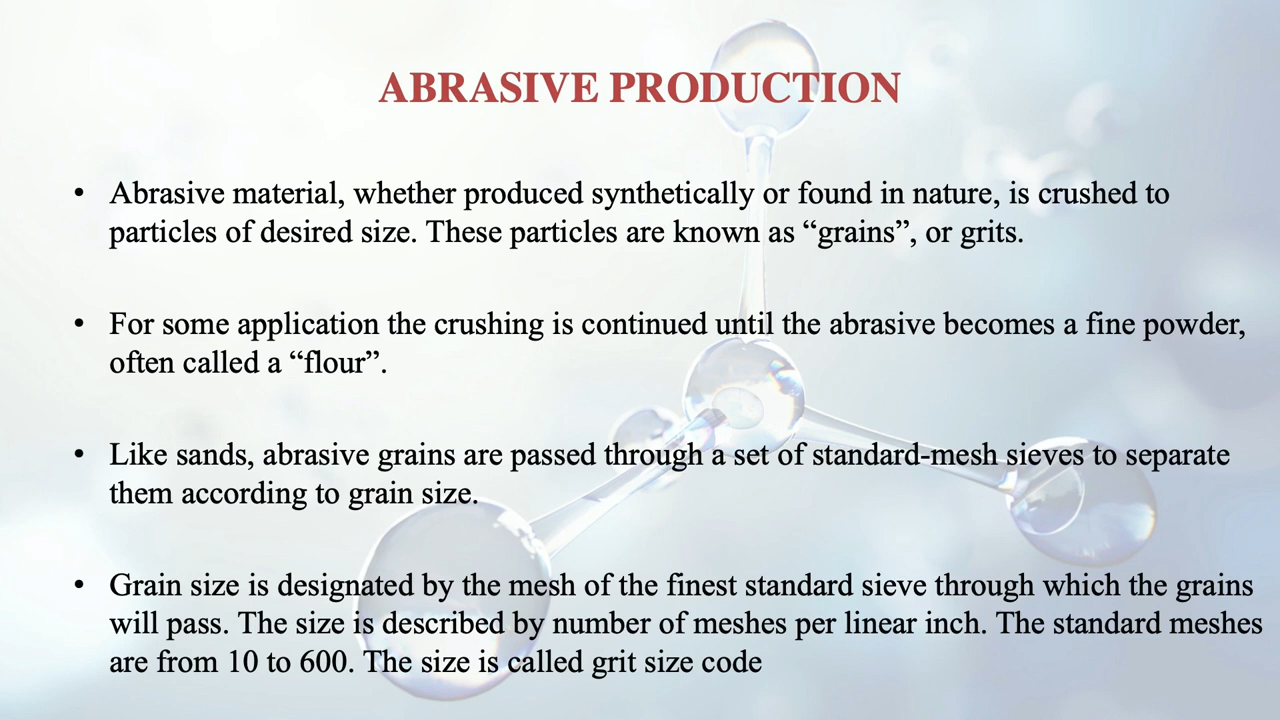 ABRASIVE PRODUCTION
• Abrasive material, whether produced synthetically or found in nature, is crushed to
particles of desired size. These particles are known as “grains”, or grits.
• For some application the crushing is continued until the abrasive becomes a fine powder,
often called a “flour”.
• Like sands, abrasive grains are passed through a set of standard-mesh sieves to separate
them according to grain size.
• Grain size is designated by the mesh of the finest standard sieve through which the grains
will pass. The size is described by number of meshes per linear inch. The standard meshes
are from 10 to 600. The size is called grit size code